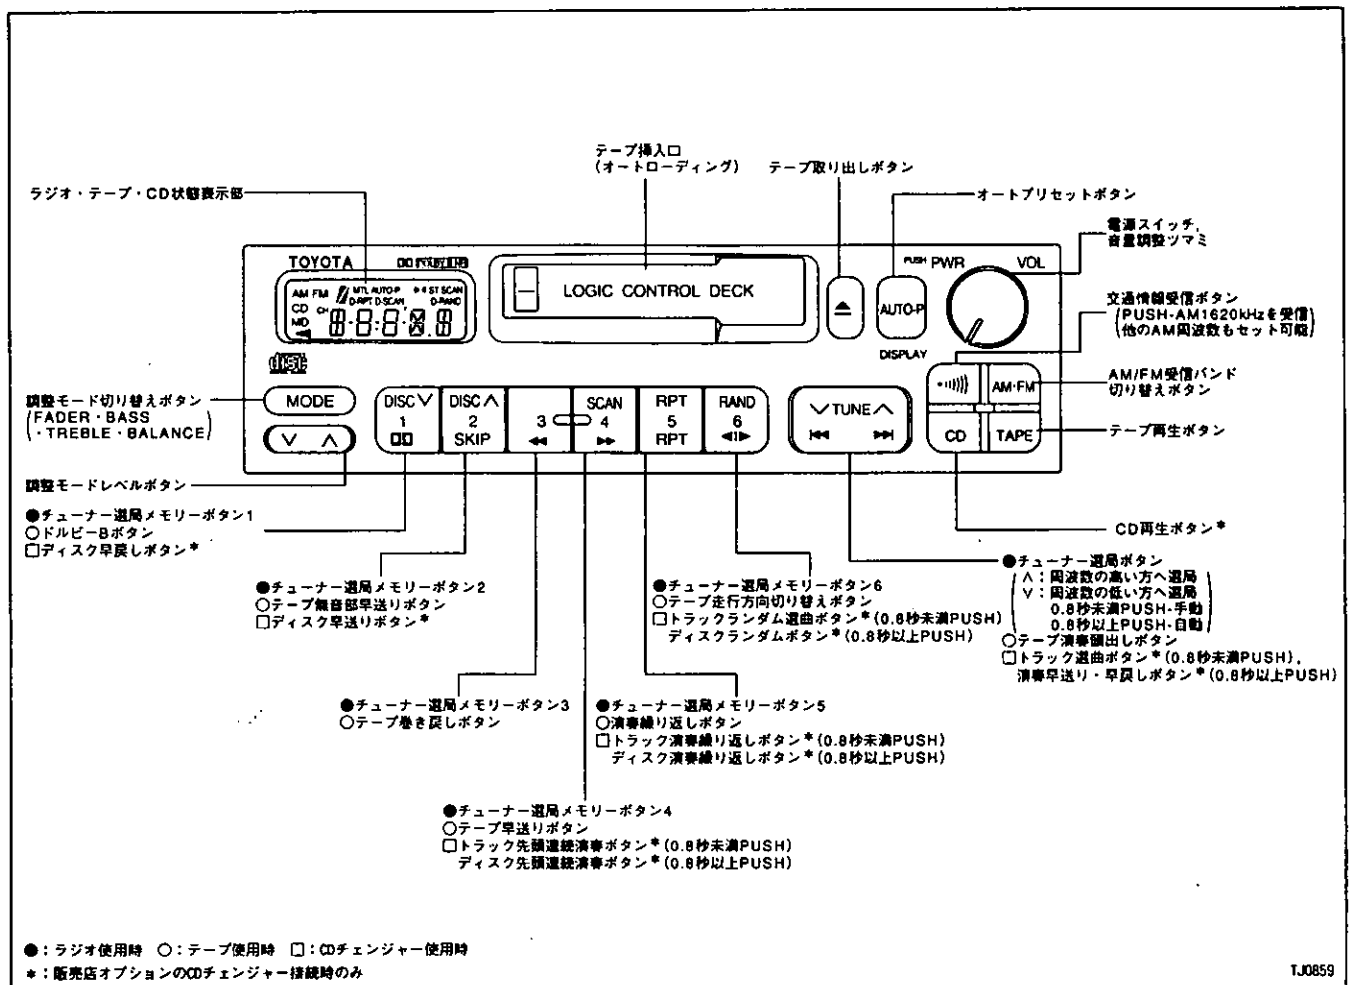 テープ挿入口
(オートローディング)
テープ取り出しボタン
ラジオ・テープ・CD状態表示部
オートプリセットボタン
電源スイッチ,
音量調整ツマミ
TOYOTA
PUSH PWR
VOL
AM FM
MTL AUTO-P
ST SCAN
D-RPT D-SCAN
D-RAND
CD
CH
MD
LOGIC CONTROL DECK
AUTO-P
DISPLAY
disc
交通情報受信ボタン
(PUSH-AM1620kHzを受信
他のAM周波数もセット可能)
AM・FM
AM/FM受信バンド
切り替えボタン
調整モード切り替えボタン
(FADER・BASS
・TREBLE・BALANCE)
MODE
∨ ∧
DISC∨
1
DISC∧
2
SKIP
3
◀◀
SCAN
4
▶▶
RPT
5
RPT
RAND
6
∨TUNE∧
CD
TAPE
テープ再生ボタン
調整モードレベルボタン
CD再生ボタン*
●チューナー選局メモリーボタン1
○ドルビーBボタン
□ディスク早戻しボタン*
●チューナー選局メモリーボタン2
○テープ無音部早送りボタン
□ディスク早送りボタン*
●チューナー選局メモリーボタン6
○テープ走行方向切り替えボタン
□トラックランダム選曲ボタン*(0.8秒未満PUSH)
ディスクランダムボタン*(0.8秒以上PUSH)
●チューナー選局ボタン
(∧:周波数の高い方へ選局
∨:周波数の低い方へ選局
0.8秒未満PUSH-手動
0.8秒以上PUSH-自動)
○テープ演奏頭出しボタン
□トラック選曲ボタン*(0.8秒未満PUSH),
演奏早送り・早戻しボタン*(0.8秒以上PUSH)
●チューナー選局メモリーボタン3
○テープ巻き戻しボタン
●チューナー選局メモリーボタン5
○演奏繰り返しボタン
□トラック演奏繰り返しボタン*(0.8秒未満PUSH)
ディスク演奏繰り返しボタン*(0.8秒以上PUSH)
●チューナー選局メモリーボタン4
○テープ早送りボタン
□トラック先頭連続演奏ボタン*(0.8秒未満PUSH)
ディスク先頭連続演奏ボタン*(0.8秒以上PUSH)
●:ラジオ使用時 ○:テープ使用時 □:CDチェンジャー使用時
*:販売店オプションのCDチェンジャー接続時のみ
TJ0859